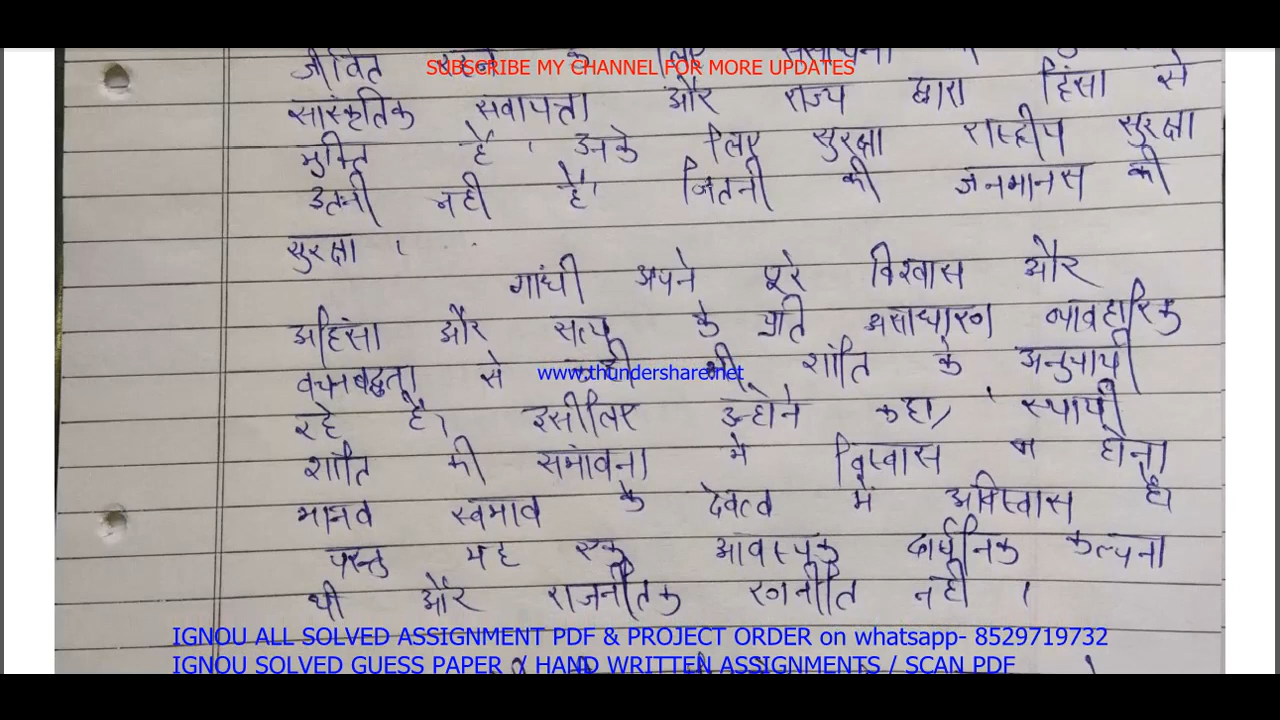 जीवित रहने के लिए संसाधनो
SUBSCRIBE MY CHANNEL FOR MORE UPDATES
सांस्कृतिक स्वायत्ता और राज्य द्वारा हिंसा से
मुक्ति है। उनके लिए सुरक्षा राष्ट्रीय सुरक्षा
उतनी नही है, जितनी की जनमानस की
सुरक्षा ।
गांधी अपने पूरे विश्वास और
अहिंसा और सत्य के प्रति असाधारण व्यावहारिक
वचनबद्धता से भी शांति के अनुयायी
www.thundershare.net
रहे है, इसीलिए उन्होने कहा, ' स्थायी
शांति की संभावना मे विश्वास न होना
मानव स्वभाव के देवत्व में अविश्वास है।
परन्तु यह एक आवश्यक दार्शनिक कल्पना
थी और राजनीतिक रणनीति नही ।
IGNOU ALL SOLVED ASSIGNMENT PDF & PROJECT ORDER on whatsapp- 8529719732
IGNOU SOLVED GUESS PAPER / HAND WRITTEN ASSIGNMENTS / SCAN PDF